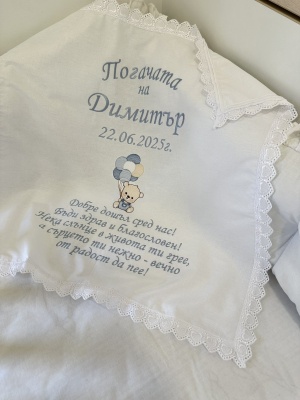 Погачата
на
Димитър
22.06.2025г.
Добре дошъл сред нас!
Бъди здрав и благословен!
Нека слънце в живота ти грее,
а сърцето ти нежно - вечно
от радост да пее!